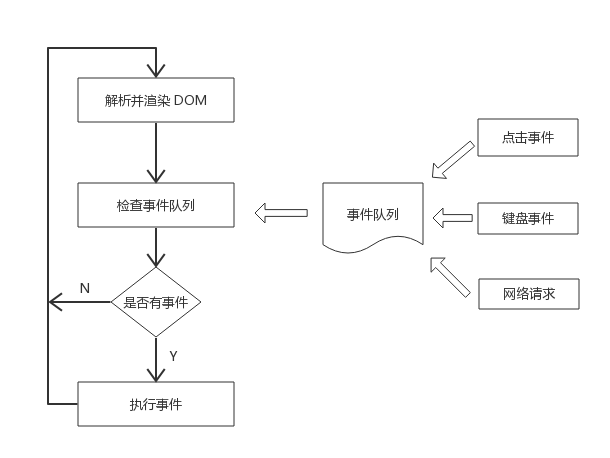 解析并渲染 DOM
检查事件队列
是否有事件
N
Y
执行事件
事件队列
点击事件
键盘事件
网络请求